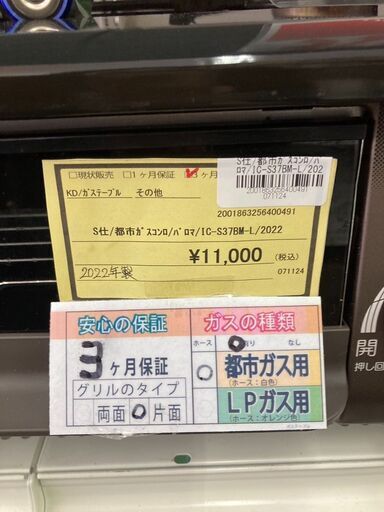 □現状販売 □1ヶ月保証 □3ヶ月
S仕/都市ガスコンロ/パ
ロマ/IC-S37BM-L/202
2001863256400491
071124
KD/ガステーブル その他
2001863256400491
S仕/都市ガスコンロ/パロマ/IC-S37BM-L/2022
¥11,000 (税込)
2022年製
071124
安心の保証
3ヶ月保証
グリルのタイプ
両面 ○ 片面
ガスの種類
ホース ○ 有り なし
○ 都市ガス用
(ホース:白色)
LPガス用
(ホース:オレンジ色)
開
押し回